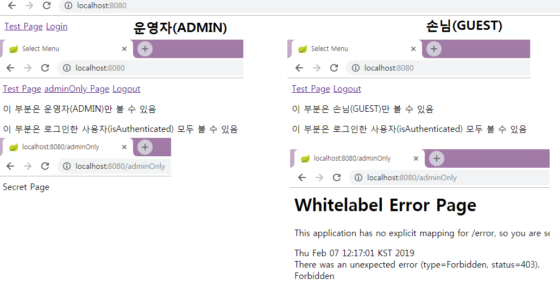 localhost:8080
Test Page Login
운영자(ADMIN)
손님(GUEST)
Select Menu
localhost:8080
Test Page adminOnly Page Logout
이 부분은 운영자(ADMIN)만 볼 수 있음
이 부분은 로그인한 사용자(isAuthenticated) 모두 볼 수 있음
localhost:8080/adminOnly
localhost:8080/adminOnly
Secret Page
Select Menu
localhost:8080
Test Page Logout
이 부분은 손님(GUEST)만 볼 수 있음
이 부분은 로그인한 사용자(isAuthenticated) 모두 볼 수 있음
localhost:8080/adminOnly
localhost:8080/adminOnly
Whitelabel Error Page
This application has no explicit mapping for /error, so you are se
Thu Feb 07 12:17:01 KST 2019
There was an unexpected error (type=Forbidden, status=403).
Forbidden